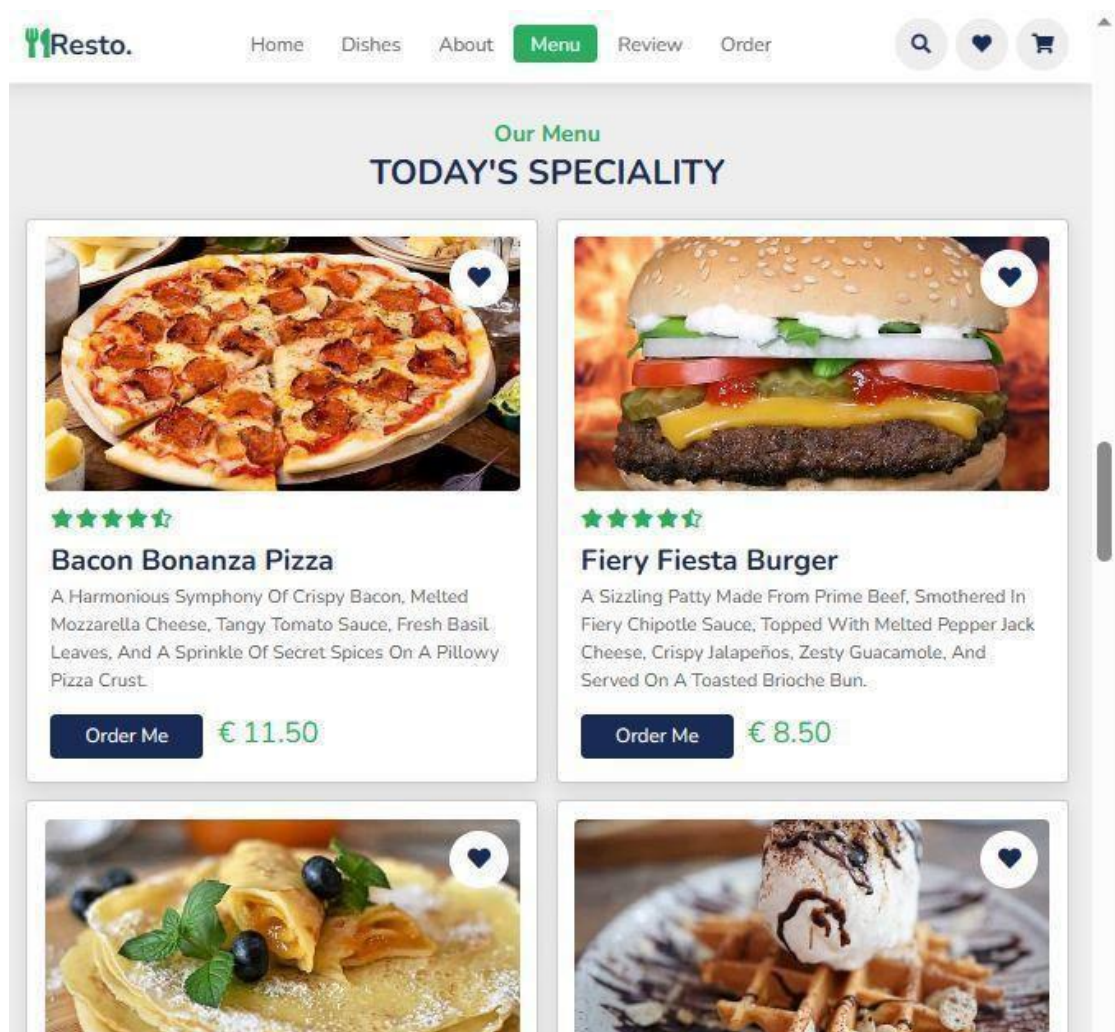 Resto.
Home Dishes About Menu Review Order
Our Menu
TODAY'S SPECIALITY
Bacon Bonanza Pizza
A Harmonious Symphony Of Crispy Bacon, Melted
Mozzarella Cheese, Tangy Tomato Sauce, Fresh Basil
Leaves, And A Sprinkle Of Secret Spices On A Pillowy
Pizza Crust.
Order Me € 11.50
Fiery Fiesta Burger
A Sizzling Patty Made From Prime Beef, Smothered In
Fiery Chipotle Sauce, Topped With Melted Pepper Jack
Cheese, Crispy Jalapeños, Zesty Guacamole, And
Served On A Toasted Brioche Bun.
Order Me € 8.50